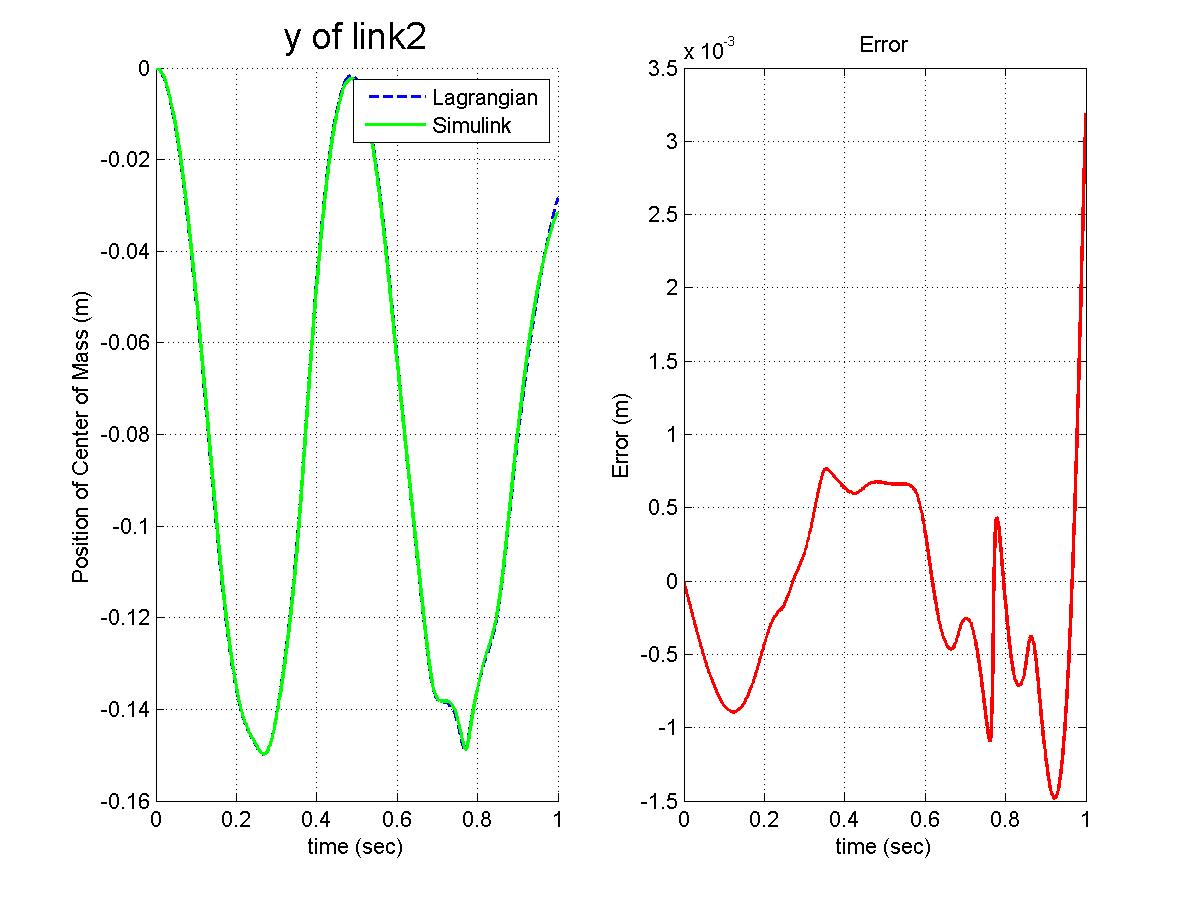 y of link2
0
-0.02
-0.04
-0.06
-0.08
-0.1
-0.12
-0.14
-0.16
Position of Center of Mass (m)
Lagrangian
Simulink
0 0.2 0.4 0.6 0.8 1
time (sec)
Error
x 10-3
3.5
3
2.5
2
1.5
1
0.5
0
-0.5
-1
-1.5
Error (m)
0 0.2 0.4 0.6 0.8 1
time (sec)